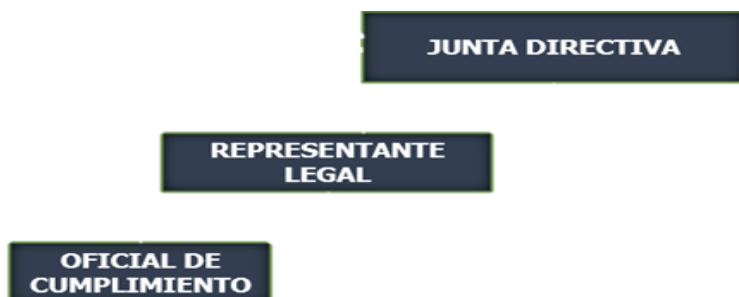 JUNTA DIRECTIVA
REPRESENTANTE
LEGAL
OFICIAL DE
CUMPLIMIENTO